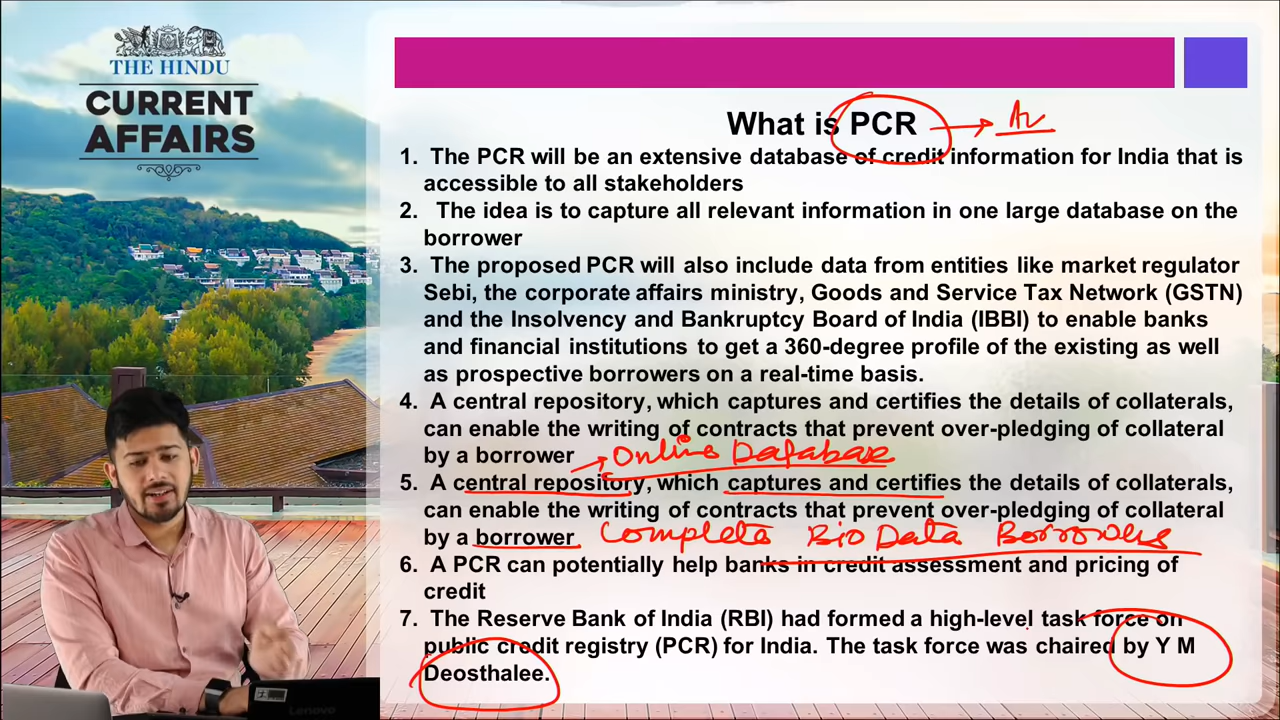 THE HINDU
CURRENT
AFFAIRS
What is PCR
1. The PCR will be an extensive database of credit information for India that is
accessible to all stakeholders
2. The idea is to capture all relevant information in one large database on the
borrower
3. The proposed PCR will also include data from entities like market regulator
Sebi, the corporate affairs ministry, Goods and Service Tax Network (GSTN)
and the Insolvency and Bankruptcy Board of India (IBBI) to enable banks
and financial institutions to get a 360-degree profile of the existing as well
as prospective borrowers on a real-time basis.
4. A central repository, which captures and certifies the details of collaterals,
can enable the writing of contracts that prevent over-pledging of collateral
by a borrower Online Database
5. A central repository, which captures and certifies the details of collaterals,
can enable the writing of contracts that prevent over-pledging of collateral
by a borrower Complete Bio Data Borrowers
6. A PCR can potentially help banks in credit assessment and pricing of
credit
7. The Reserve Bank of India (RBI) had formed a high-level task force on
public credit registry (PCR) for India. The task force was chaired by Y M
Deosthalee.
Lenovo